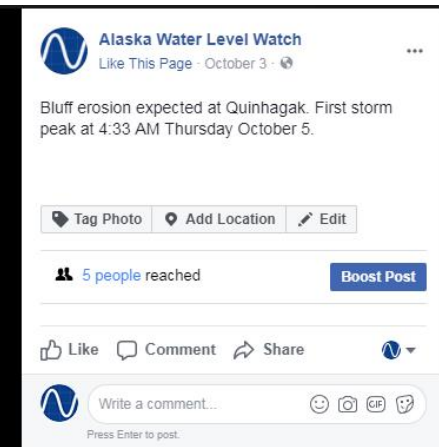 Alaska Water Level Watch
Like This Page · October 3 ·
Bluff erosion expected at Quinhagak. First storm
peak at 4:33 AM Thursday October 5.
Tag Photo Add Location Edit
5 people reached Boost Post
Like Comment Share
Write a comment... GIF
Press Enter to post.